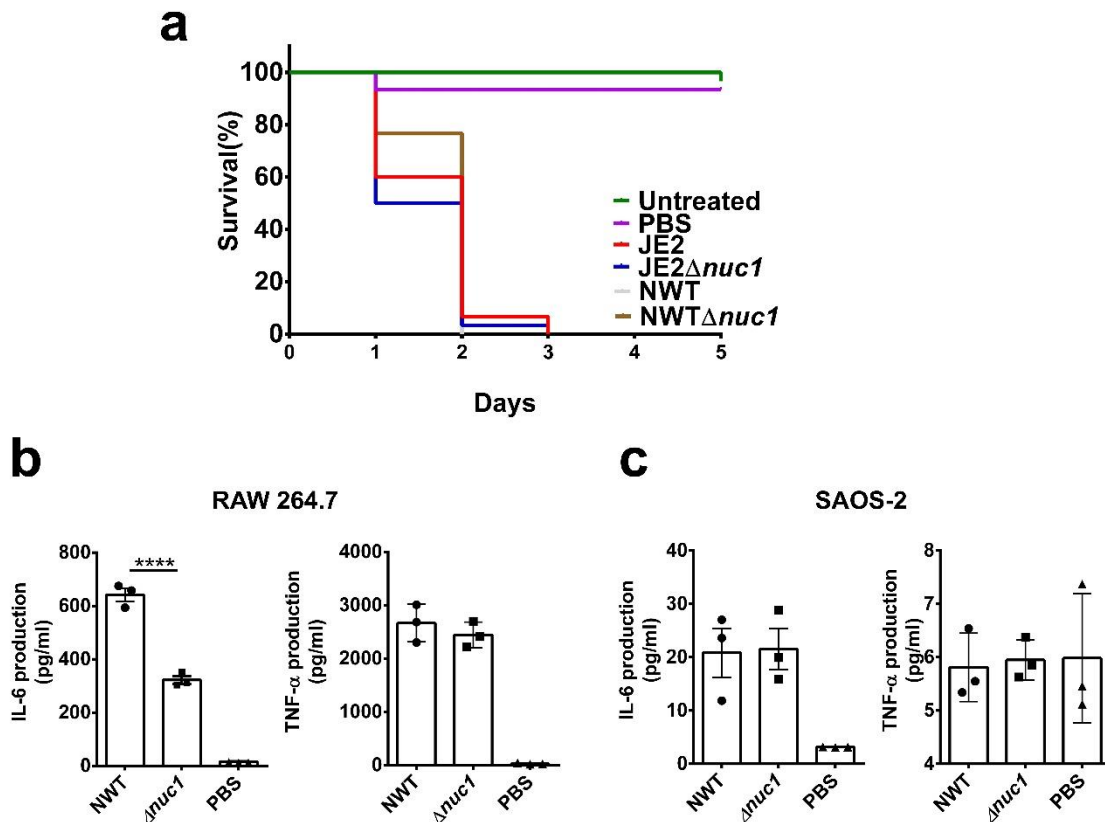 a
Survival(%)
100
80
60
40
20
0
0 1 2 3 4 5
Days
Untreated
PBS
JE2
JE2Δnuc1
NWT
NWTΔnuc1
b
RAW 264.7
IL-6 production
(pg/ml)
800
600
400
200
0
****
NWT Δnuc1 PBS
TNF-α production
(pg/ml)
4000
3000
2000
1000
0
NWT Δnuc1 PBS
c
SAOS-2
IL-6 production
(pg/ml)
40
30
20
10
0
NWT Δnuc1 PBS
TNF-α production
(pg/ml)
8
7
6
5
4
NWT Δnuc1 PBS